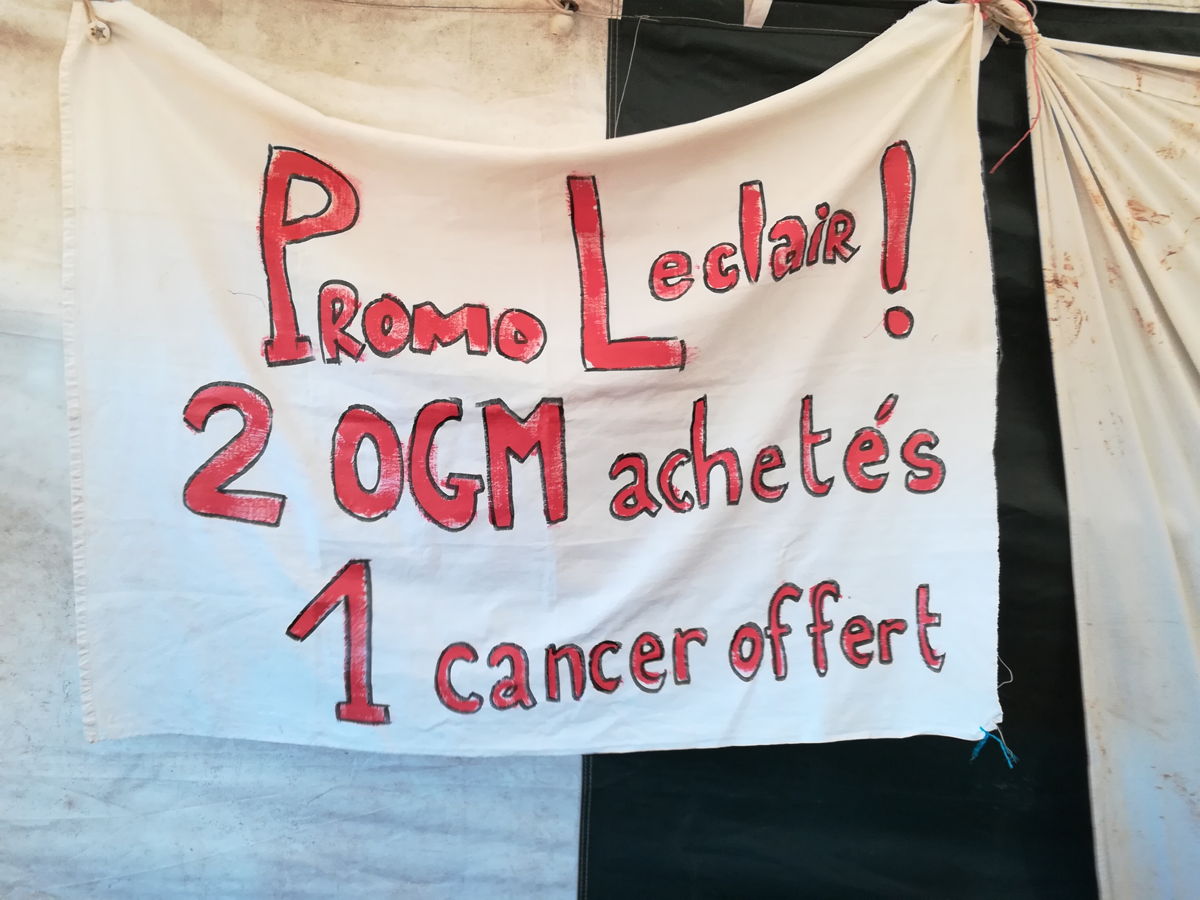 Promo Leclair !
2 OGM achetés
1 cancer offert